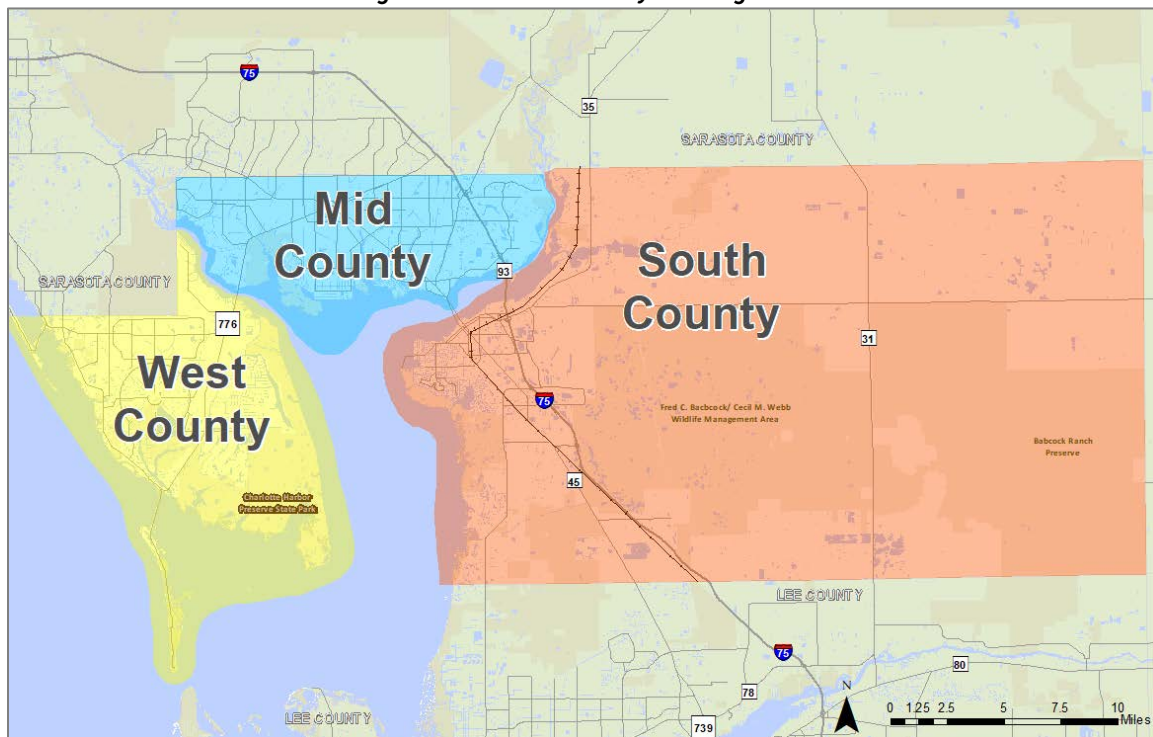 75
35
SARASOTA COUNTY
Mid
County
93
South
County
SARASOTA COUNTY
776
31
West
County
75
Fred C. Bacbcock/ Cecil M. Webb
Wildlife Management Area
Babcock Ranch
Preserve
45
Charlotte Harbor
Preserve State Park
LEE COUNTY
75
80
78
N
LEE COUNTY
739
0 1.25 2.5 5 7.5 10
Miles